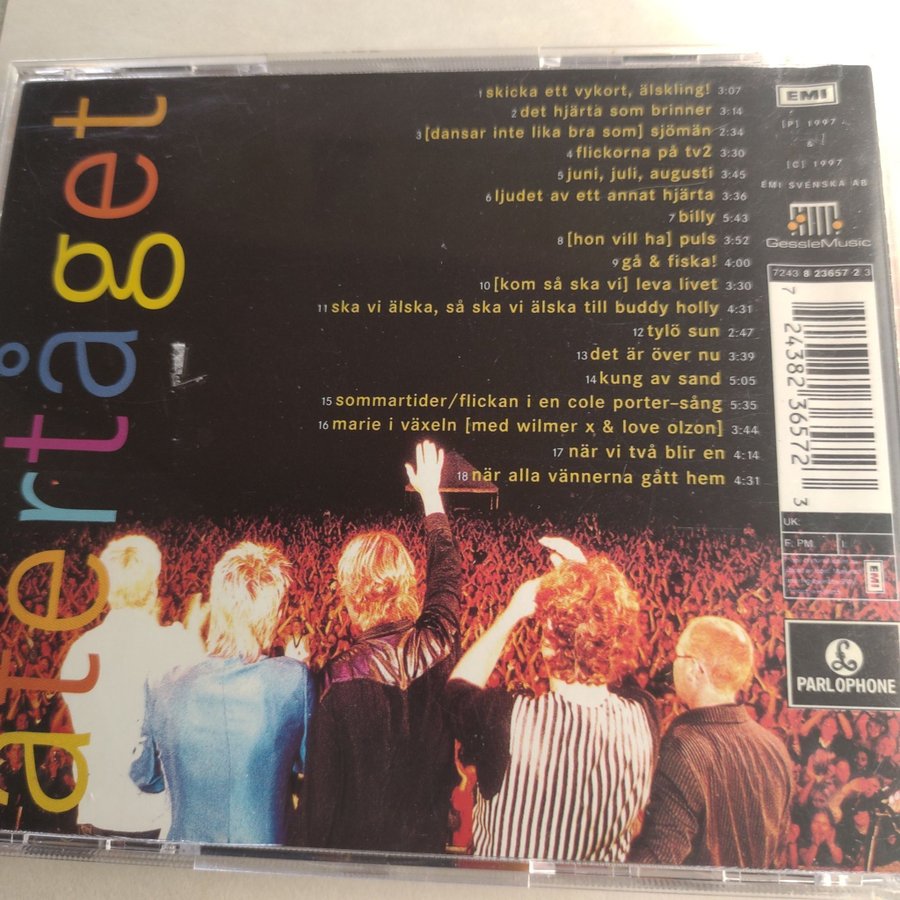 återtåget
1 skicka ett vykort, älskling! 3:07
2 det hjärta som brinner 3:14
3 [dansar inte lika bra som] sjömän 2:34
4 flickorna på tv2 3:30
5 juni, juli, augusti 3:45
6 ljudet av ett annat hjärta 3:36
7 billy 5:43
8 [hon vill ha] puls 3:52
9 gå & fiska! 4:00
10 [kom så ska vi] leva livet 3:30
11 ska vi älska, så ska vi älska till buddy holly 4:31
12 tylö sun 2:47
13 det är över nu 3:39
14 kung av sand 5:05
15 sommartider/flickan i en cole porter-sång 5:35
16 marie i växeln [med wilmer x & love olzon] 3:44
17 när vi två blir en 4:14
18 när alla vännerna gått hem 4:31
EMI
[P] 1997
&
[C] 1997
EMI SVENSKA AB
GessleMusic
7243 8 23657 2 3
7 24382 36572 3
UK:
F. PM
I:
EMI
£
PARLOPHONE